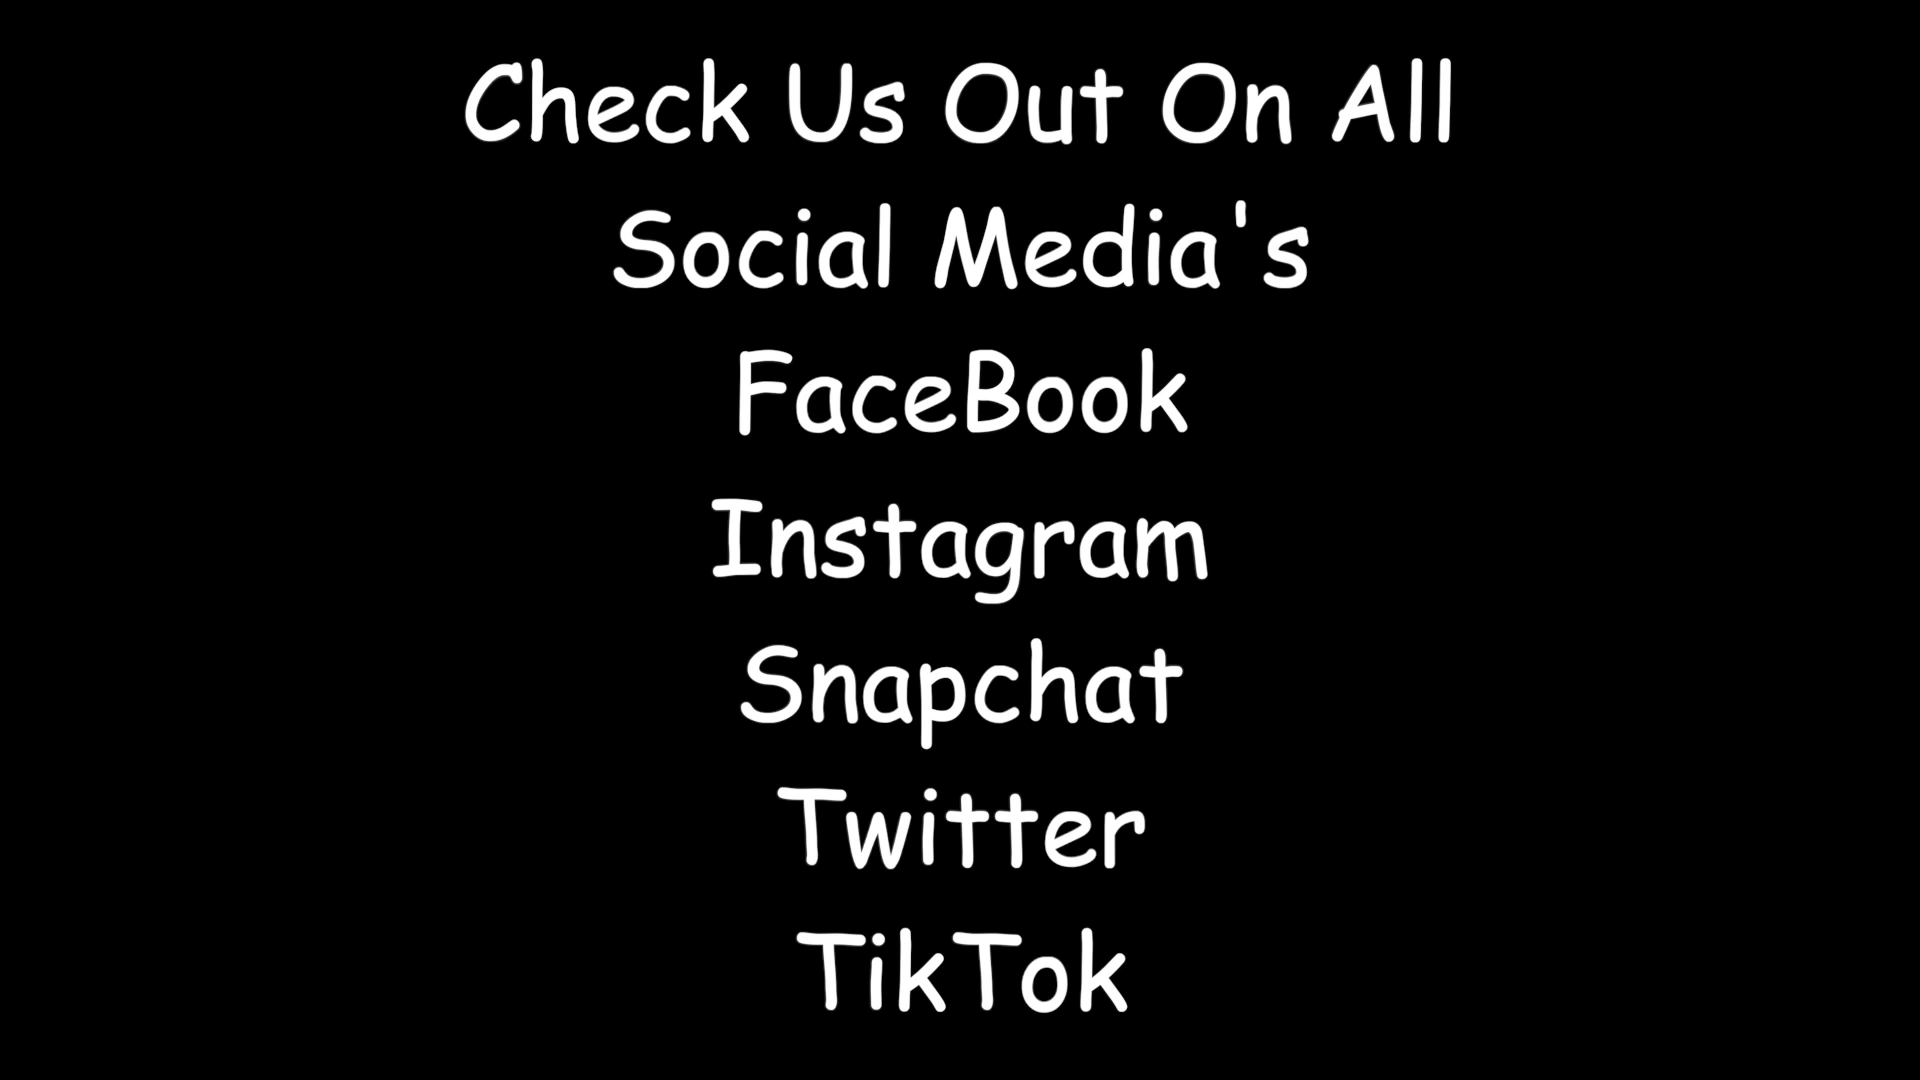 Check Us Out On All
Social Media's
FaceBook
Instagram
Snapchat
Twitter
TikTok